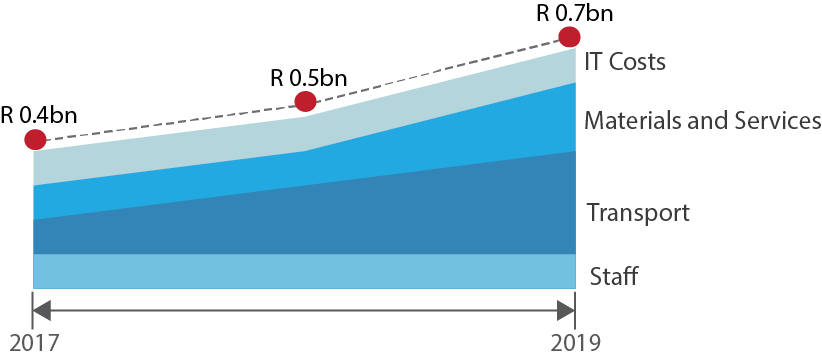 R 0.7bn
R 0.5bn
R 0.4bn
IT Costs
Materials and Services
Transport
Staff
2017
2019